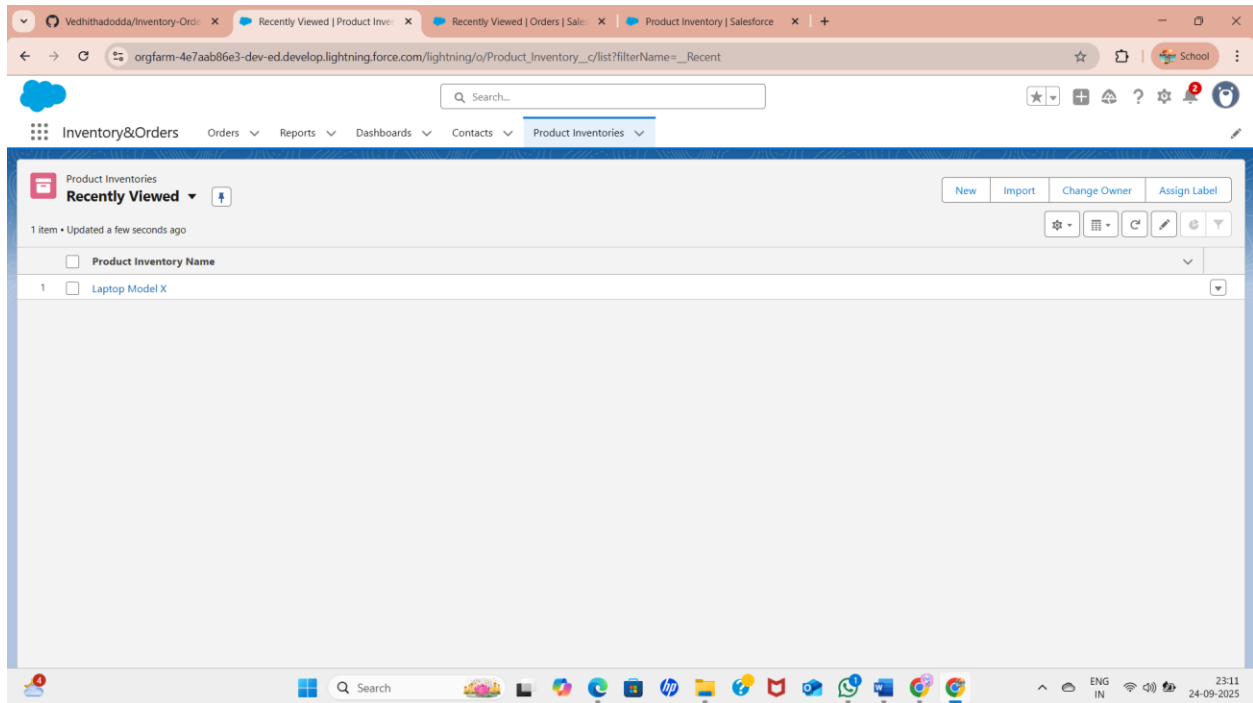 Vedhithadodda/Inventory-Orde
Recently Viewed | Product Inver
Recently Viewed | Orders | Sale
Product Inventory | Salesforce
orgfarm-4e7aab86e3-dev-ed.develop.lightning.force.com/lightning/o/Product_Inventory__c/list?filterName=__Recent
School
Search...
2
Inventory&Orders
Orders
Reports
Dashboards
Contacts
Product Inventories
Product Inventories
Recently Viewed
New
Import
Change Owner
Assign Label
1 item • Updated a few seconds ago
Product Inventory Name
1
Laptop Model X
4
Search
ENG
IN
23:11
24-09-2025